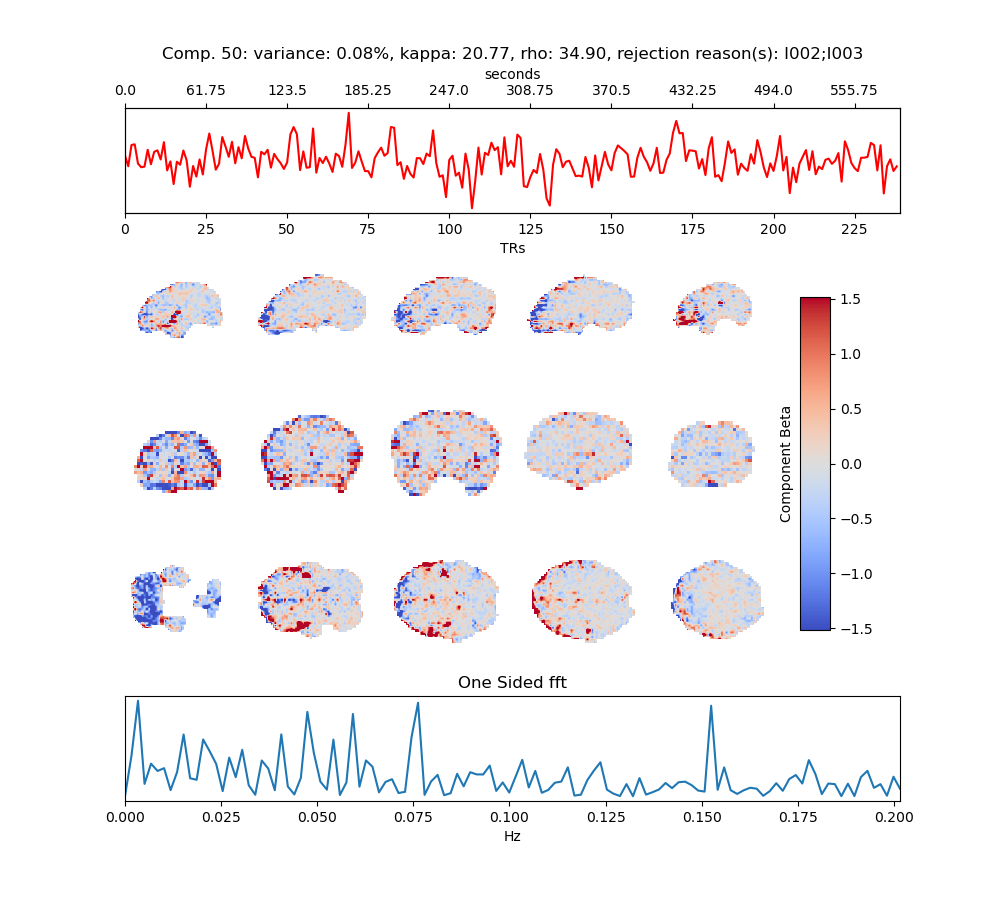 Comp. 50: variance: 0.08%, kappa: 20.77, rho: 34.90, rejection reason(s): I002;I003
seconds
0.0 61.75 123.5 185.25 247.0 308.75 370.5 432.25 494.0 555.75
0 25 50 75 100 125 150 175 200 225
TRs
1.5
1.0
0.5
0.0
−0.5
−1.0
−1.5
Component Beta
One Sided fft
0.000 0.025 0.050 0.075 0.100 0.125 0.150 0.175 0.200
Hz